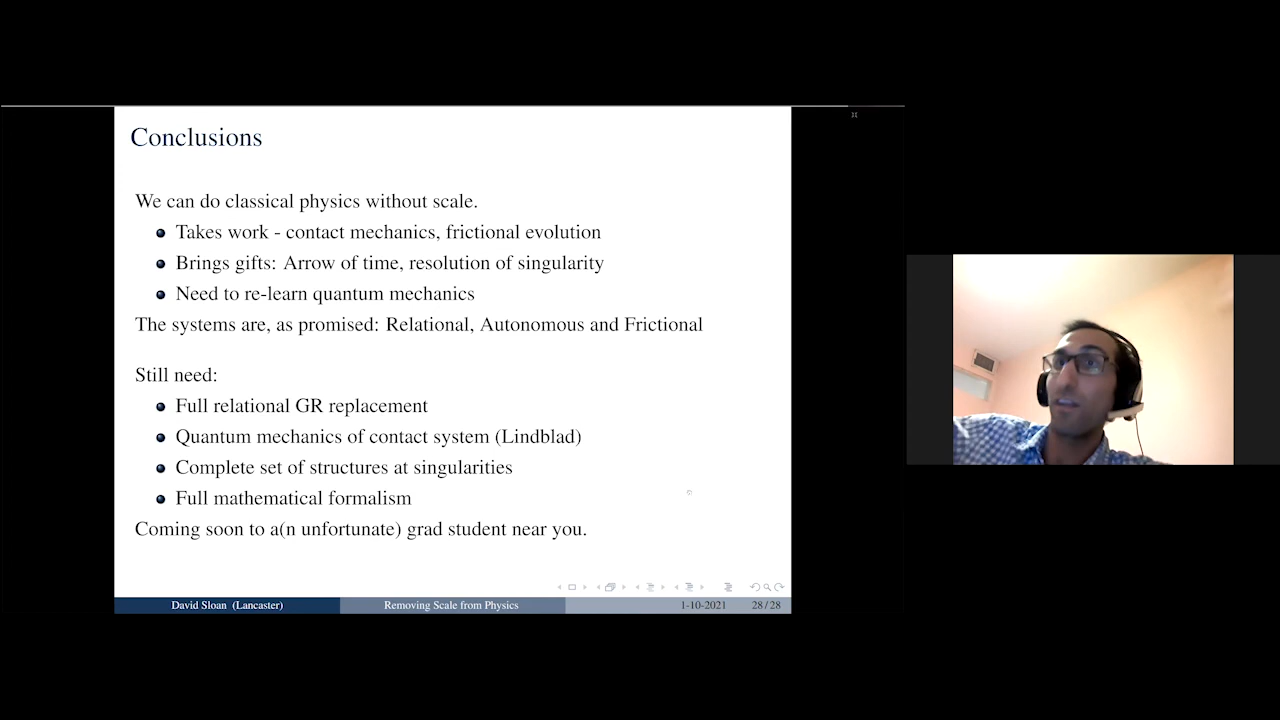 Conclusions
We can do classical physics without scale.
Takes work - contact mechanics, frictional evolution
Brings gifts: Arrow of time, resolution of singularity
Need to re-learn quantum mechanics
The systems are, as promised: Relational, Autonomous and Frictional
Still need:
Full relational GR replacement
Quantum mechanics of contact system (Lindblad)
Complete set of structures at singularities
Full mathematical formalism
Coming soon to a(n unfortunate) grad student near you.
David Sloan (Lancaster) Removing Scale from Physics 1-10-2021 28 / 28